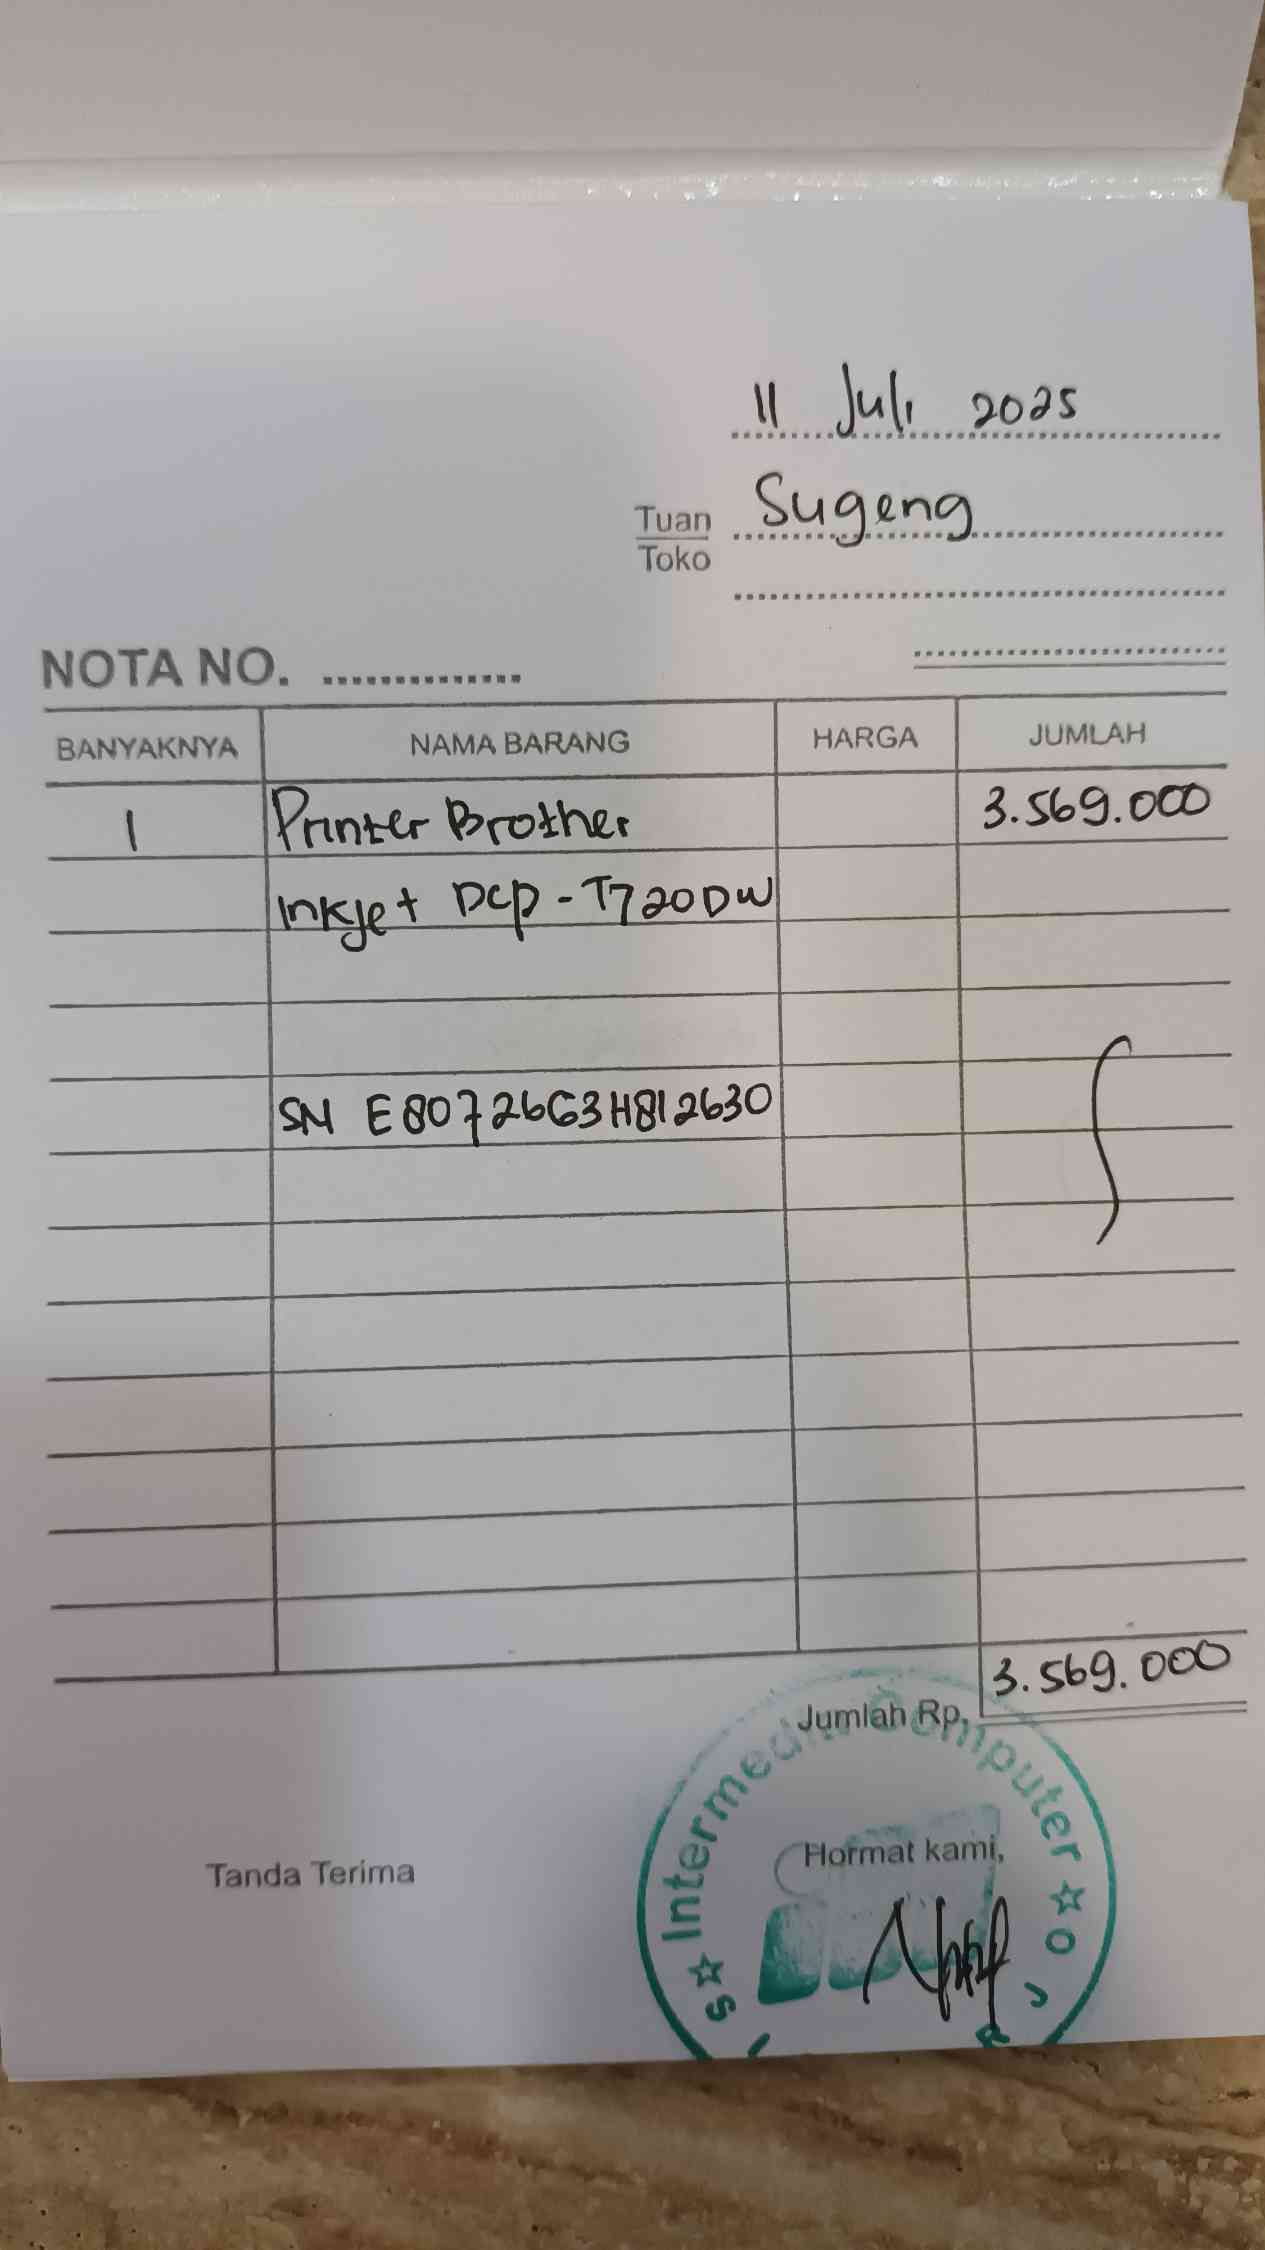 11 Juli 2025
Tuan Sugeng
Toko
NOTA NO. ..............
BANYAKNYA NAMA BARANG HARGA JUMLAH
1 Printer Brother 3.569.000
Inkjet DCP-T720DW
SN E80726G3H812630
Jumlah Rp. 3.569.000
Tanda Terima Hormat kami,
Intermedia Computer